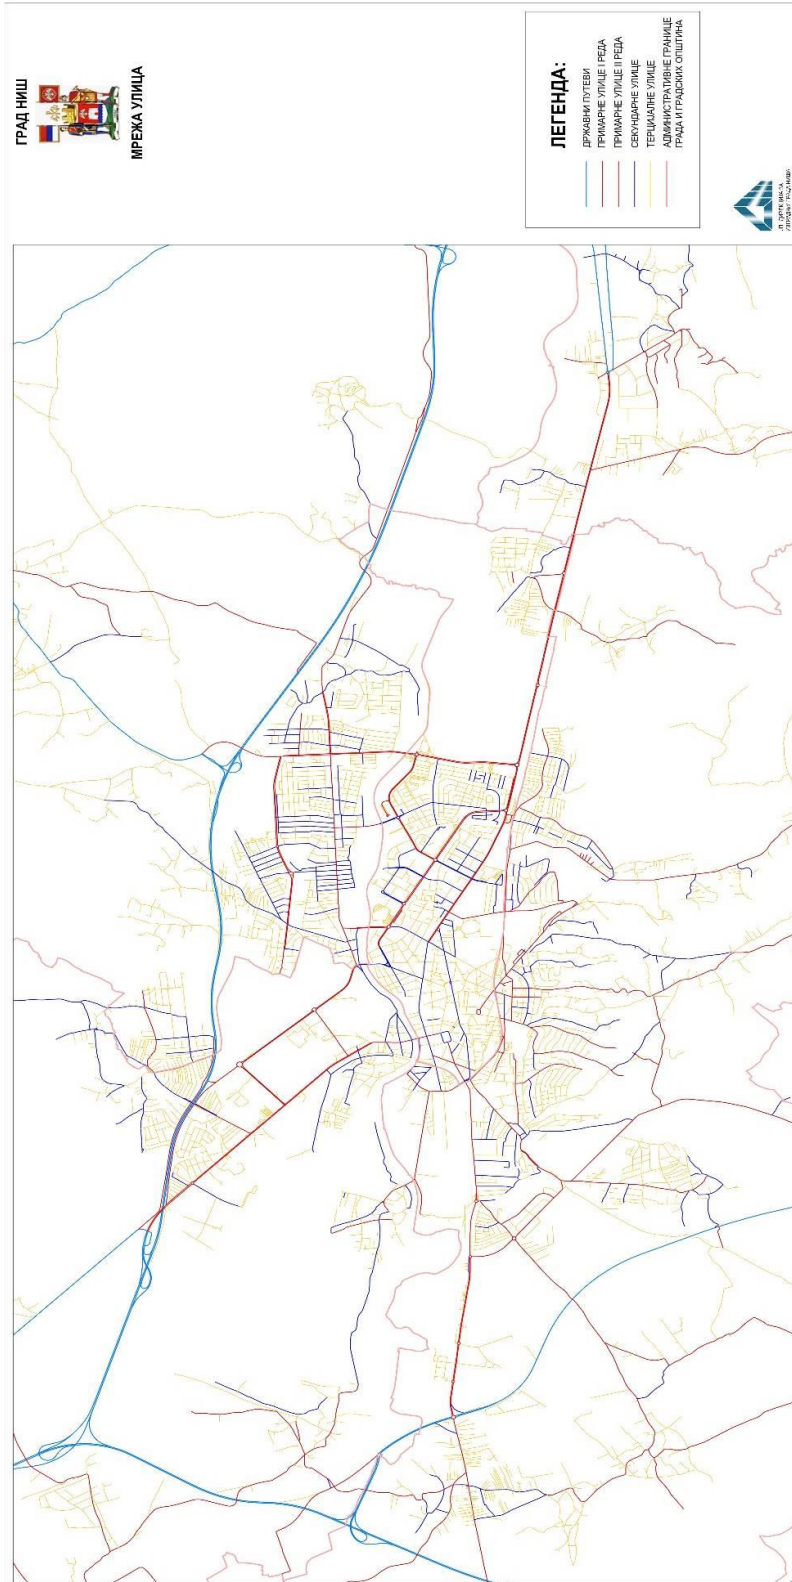 ГРАД НИШ
МРЕЖА УЛИЦА
ЛЕГЕНДА:
ДРЖАВНИ ПУТЕВИ
ПРИМАРНЕ УЛИЦЕ I РЕДА
ПРИМАРНЕ УЛИЦЕ II РЕДА
СЕКУНДАРНЕ УЛИЦЕ
ТЕРЦИЈАЛНЕ УЛИЦЕ
АДМИНИСТРАТИВНЕ ГРАНИЦЕ
ГРАДА И ГРАДСКИХ ОПШТИНА